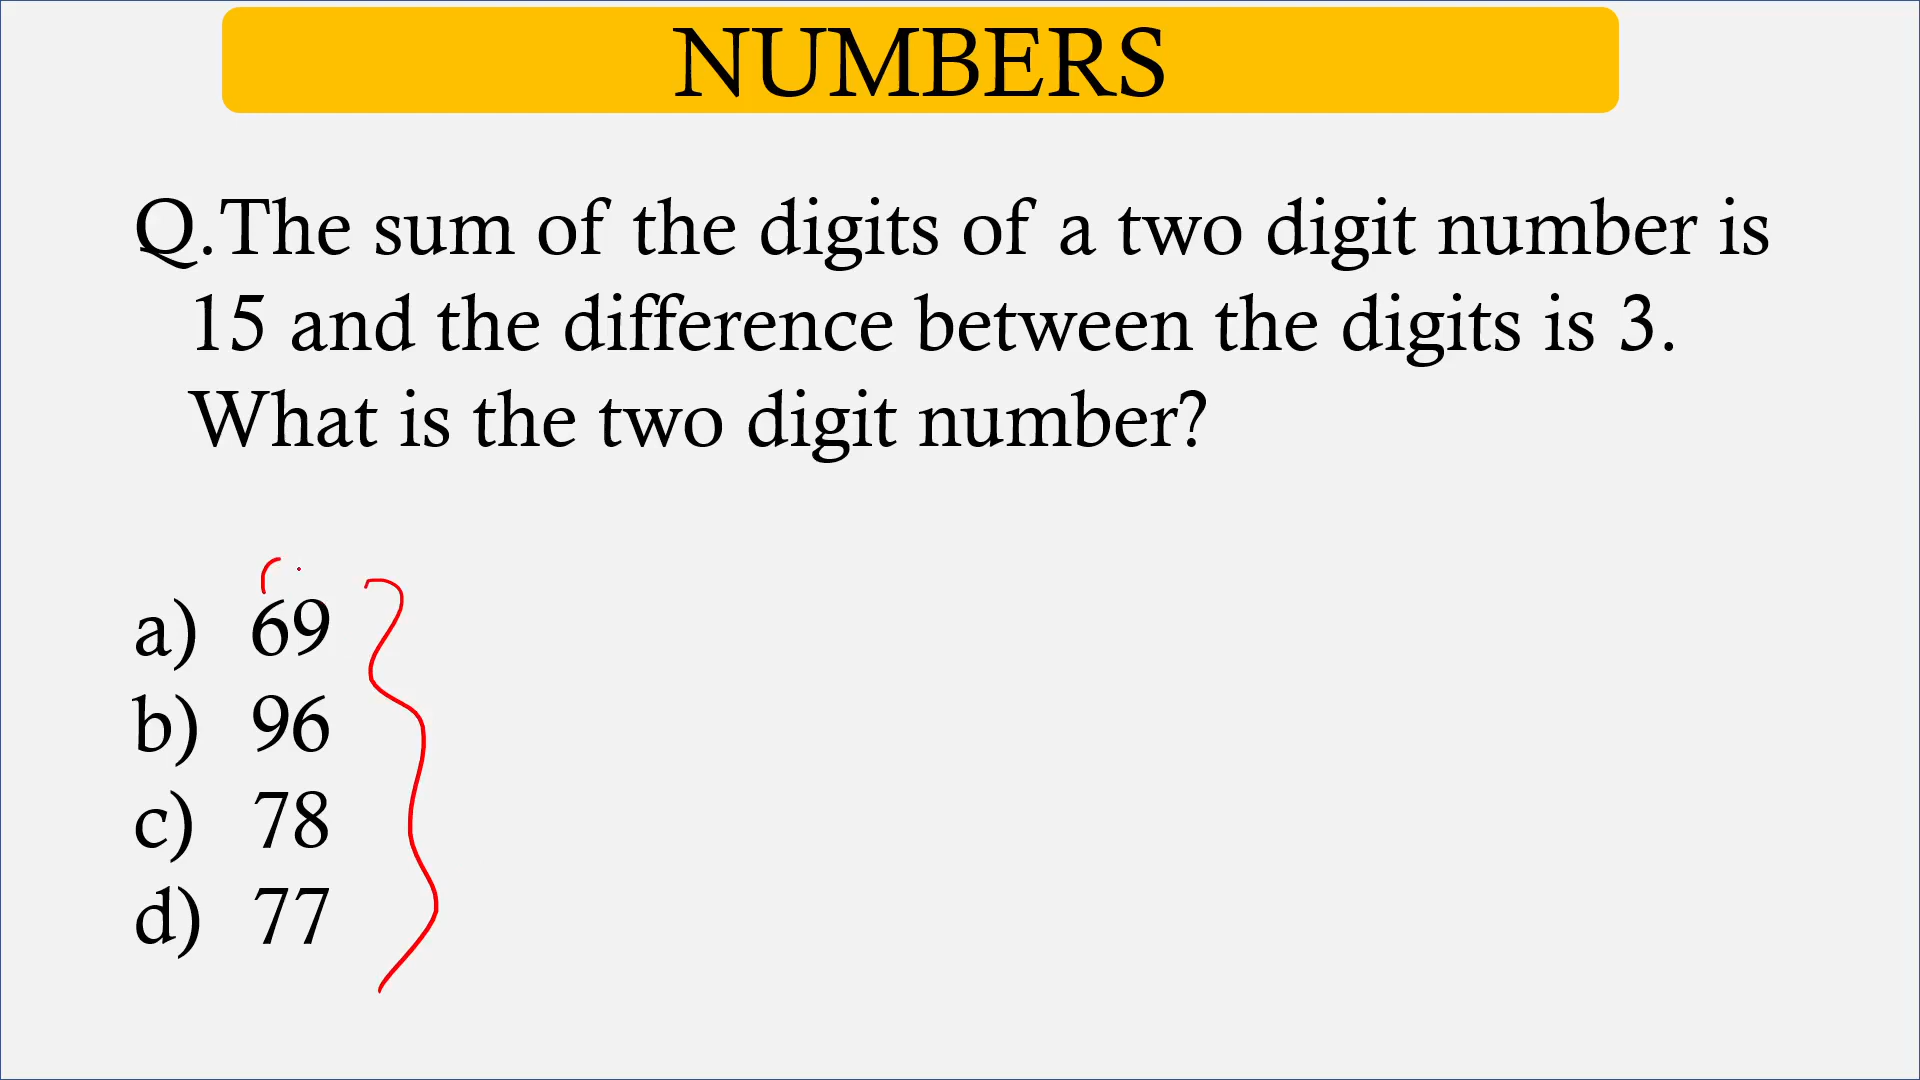 NUMBERS
Q.The sum of the digits of a two digit number is
15 and the difference between the digits is 3.
What is the two digit number?
a) 69
b) 96
c) 78
d) 77